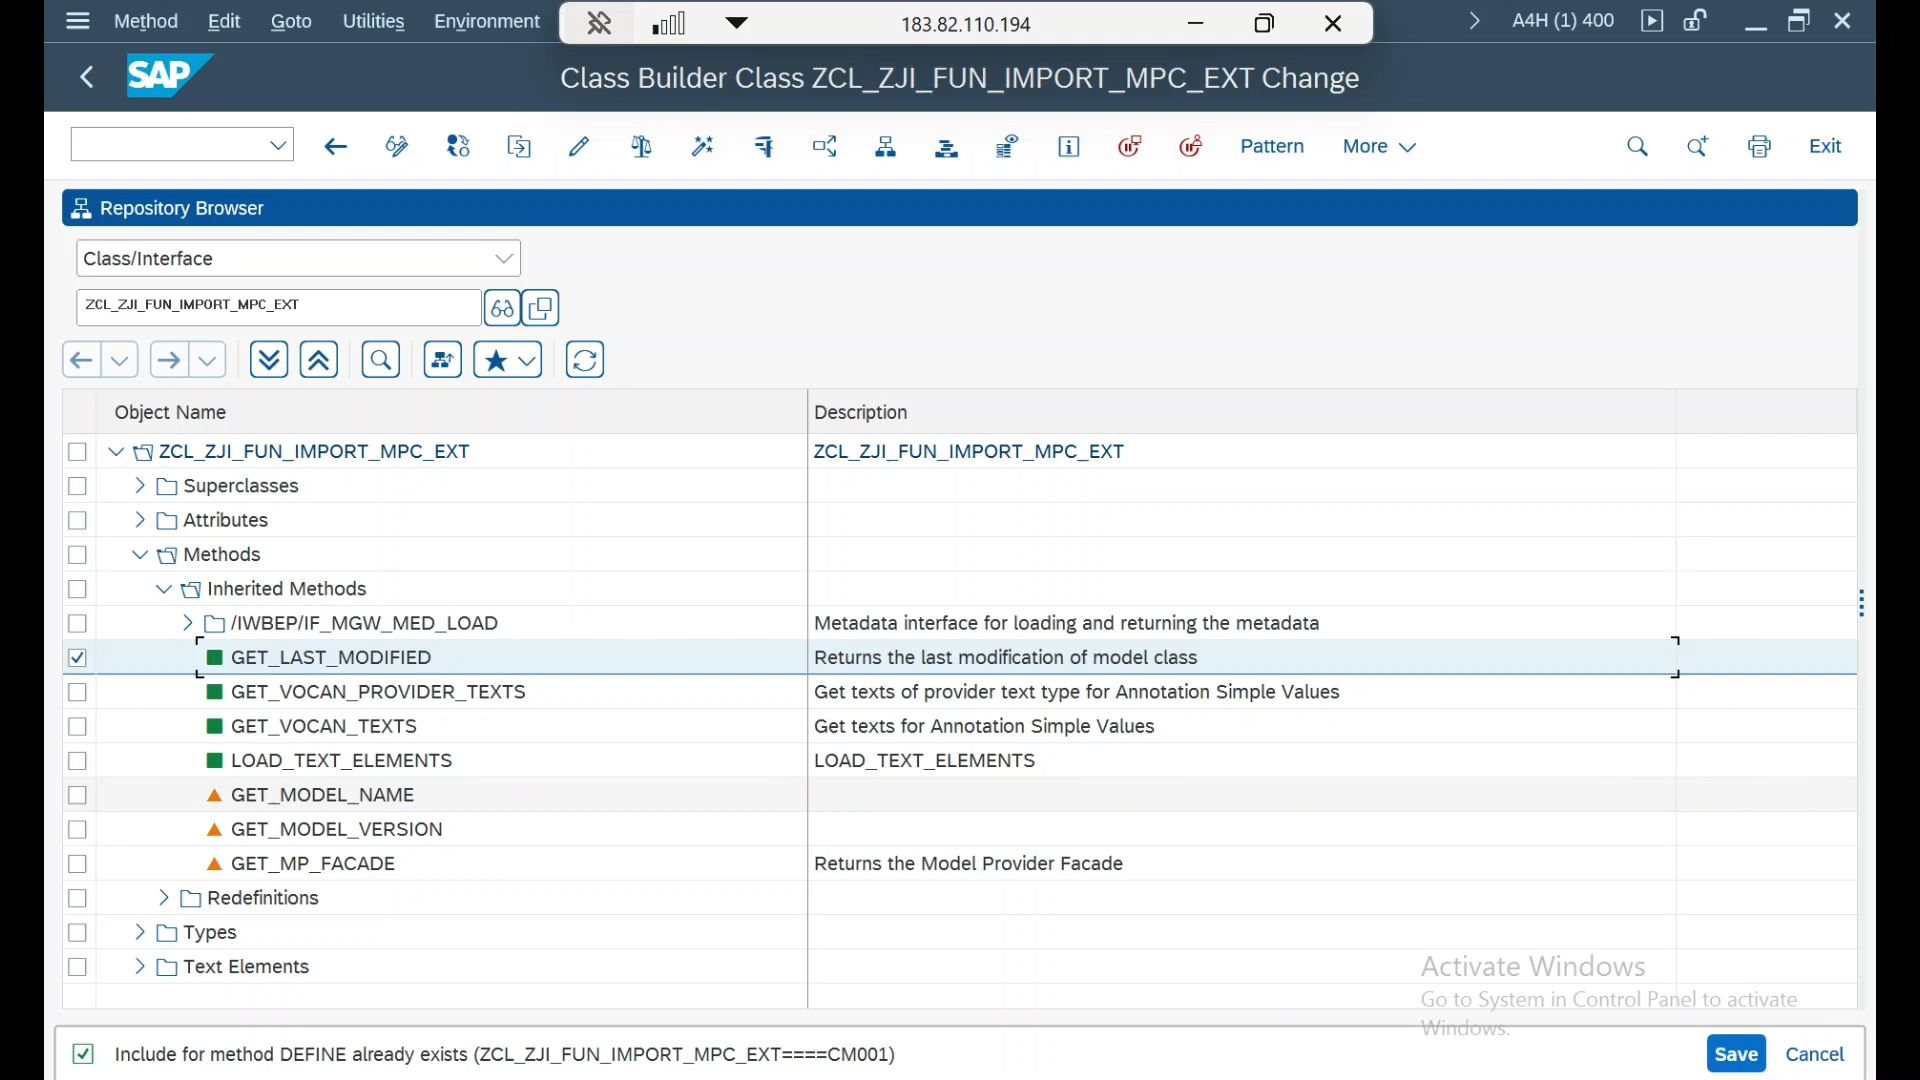 Method Edit Goto Utilities Environment 183.82.110.194 A4H (1) 400
SAP Class Builder Class ZCL_ZJI_FUN_IMPORT_MPC_EXT Change
Pattern More Exit
Repository Browser
Class/Interface
ZCL_ZJI_FUN_IMPORT_MPC_EXT
Object Name Description
ZCL_ZJI_FUN_IMPORT_MPC_EXT ZCL_ZJI_FUN_IMPORT_MPC_EXT
Superclasses
Attributes
Methods
Inherited Methods
/IWBEP/IF_MGW_MED_LOAD Metadata interface for loading and returning the metadata
GET_LAST_MODIFIED Returns the last modification of model class
GET_VOCAN_PROVIDER_TEXTS Get texts of provider text type for Annotation Simple Values
GET_VOCAN_TEXTS Get texts for Annotation Simple Values
LOAD_TEXT_ELEMENTS LOAD_TEXT_ELEMENTS
GET_MODEL_NAME
GET_MODEL_VERSION
GET_MP_FACADE Returns the Model Provider Facade
Redefinitions
Types
Text Elements
Activate Windows
Go to System in Control Panel to activate
Windows.
Include for method DEFINE already exists (ZCL_ZJI_FUN_IMPORT_MPC_EXT====CM001) Save Cancel